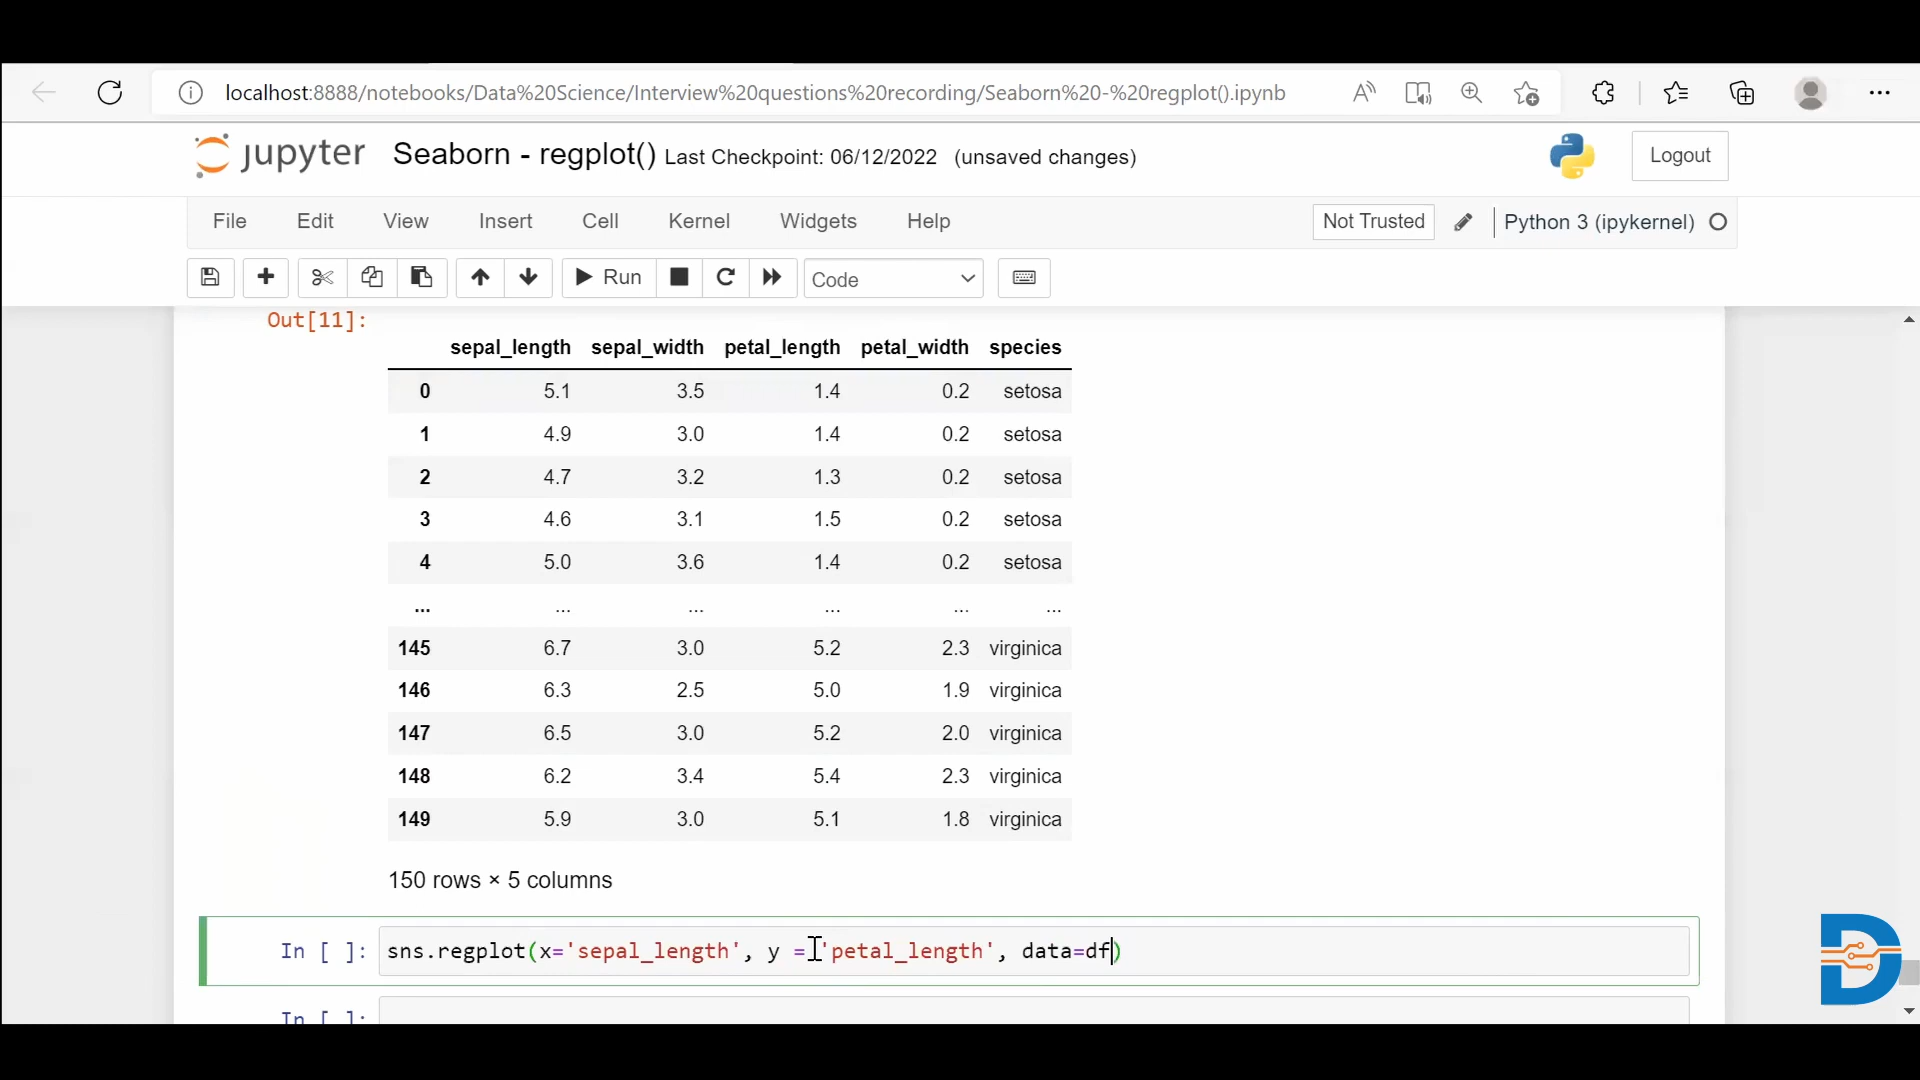 localhost:8888/notebooks/Data%20Science/Interview%20questions%20recording/Seaborn%20-%20regplot().ipynb
jupyter Seaborn - regplot() Last Checkpoint: 06/12/2022 (unsaved changes) Logout
File Edit View Insert Cell Kernel Widgets Help Not Trusted Python 3 (ipykernel)
Run Code
Out[11]:
sepal_length sepal_width petal_length petal_width species
0 5.1 3.5 1.4 0.2 setosa
1 4.9 3.0 1.4 0.2 setosa
2 4.7 3.2 1.3 0.2 setosa
3 4.6 3.1 1.5 0.2 setosa
4 5.0 3.6 1.4 0.2 setosa
... ... ... ... ... ...
145 6.7 3.0 5.2 2.3 virginica
146 6.3 2.5 5.0 1.9 virginica
147 6.5 3.0 5.2 2.0 virginica
148 6.2 3.4 5.4 2.3 virginica
149 5.9 3.0 5.1 1.8 virginica
150 rows × 5 columns
In [ ]: sns.regplot(x='sepal_length', y ='petal_length', data=df)
In [ ]: